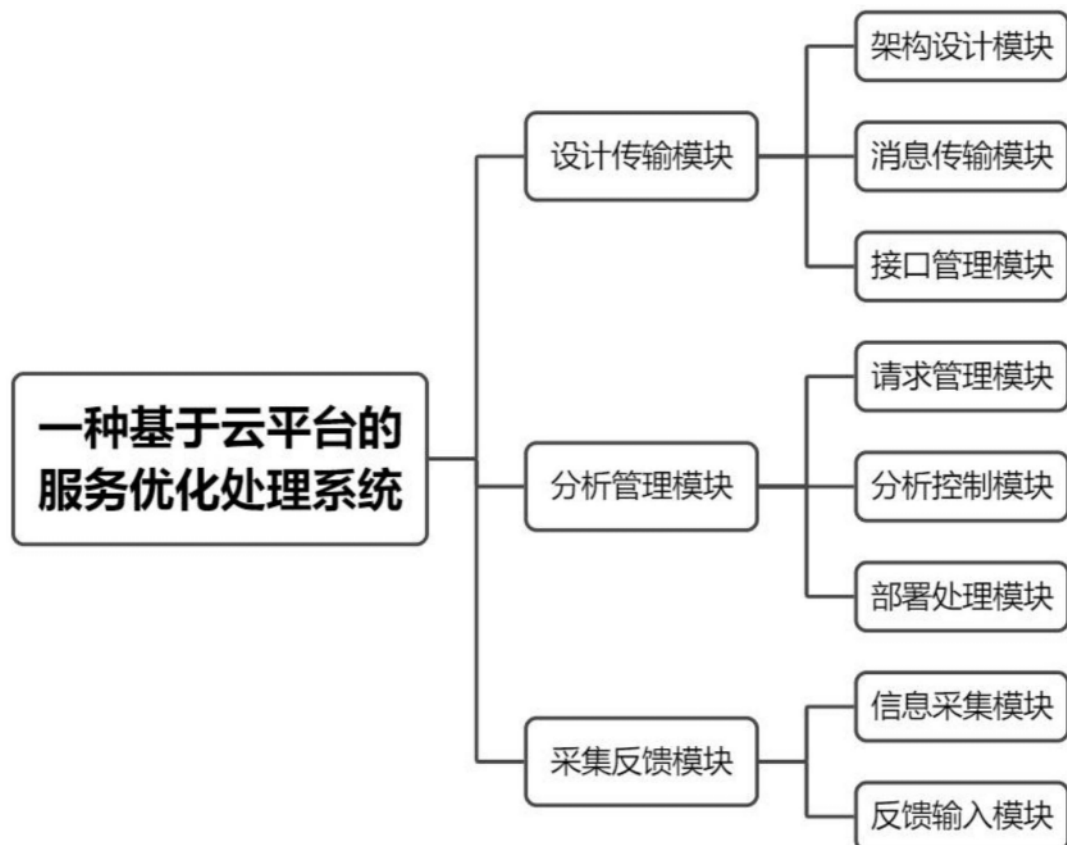 架构设计模块
设计传输模块
消息传输模块
接口管理模块
一种基于云平台的
服务优化处理系统
请求管理模块
分析管理模块
分析控制模块
部署处理模块
采集反馈模块
信息采集模块
反馈输入模块